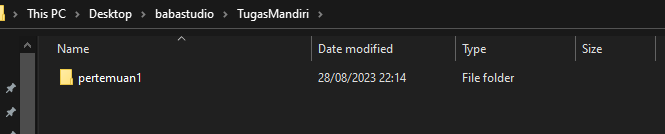 This PC > Desktop > babastudio > TugasMandiri
Name Date modified Type Size
pertemuan1 28/08/2023 22:14 File folder